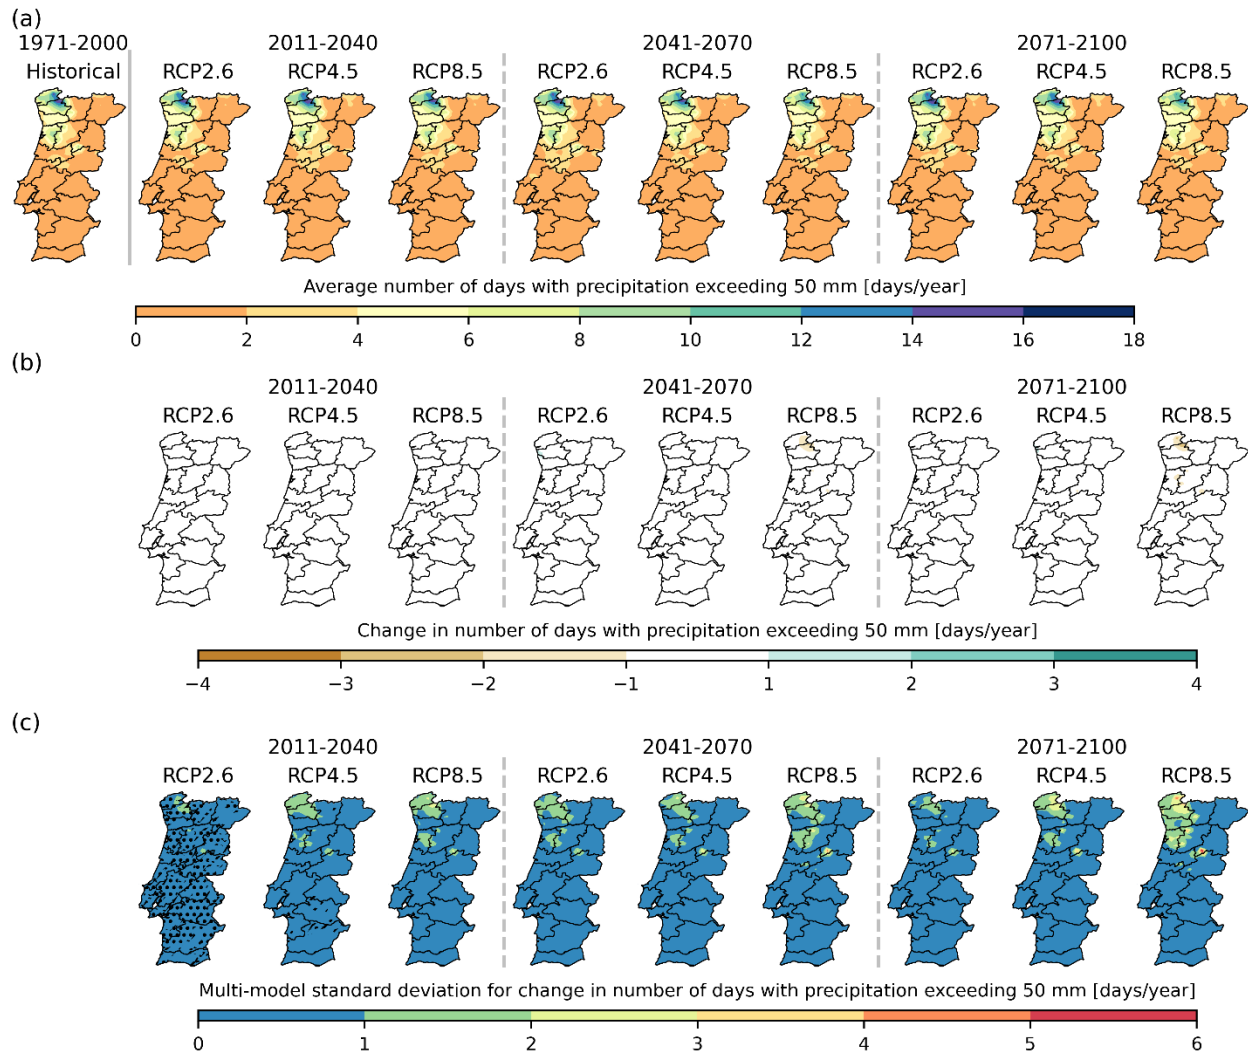 (a)
1971-2000 2011-2040 2041-2070 2071-2100
Historical RCP2.6 RCP4.5 RCP8.5 RCP2.6 RCP4.5 RCP8.5 RCP2.6 RCP4.5 RCP8.5
Average number of days with precipitation exceeding 50 mm [days/year]
0 2 4 6 8 10 12 14 16 18
(b)
2011-2040 2041-2070 2071-2100
RCP2.6 RCP4.5 RCP8.5 RCP2.6 RCP4.5 RCP8.5 RCP2.6 RCP4.5 RCP8.5
Change in number of days with precipitation exceeding 50 mm [days/year]
−4 −3 −2 −1 1 2 3 4
(c)
2011-2040 2041-2070 2071-2100
RCP2.6 RCP4.5 RCP8.5 RCP2.6 RCP4.5 RCP8.5 RCP2.6 RCP4.5 RCP8.5
Multi-model standard deviation for change in number of days with precipitation exceeding 50 mm [days/year]
0 1 2 3 4 5 6